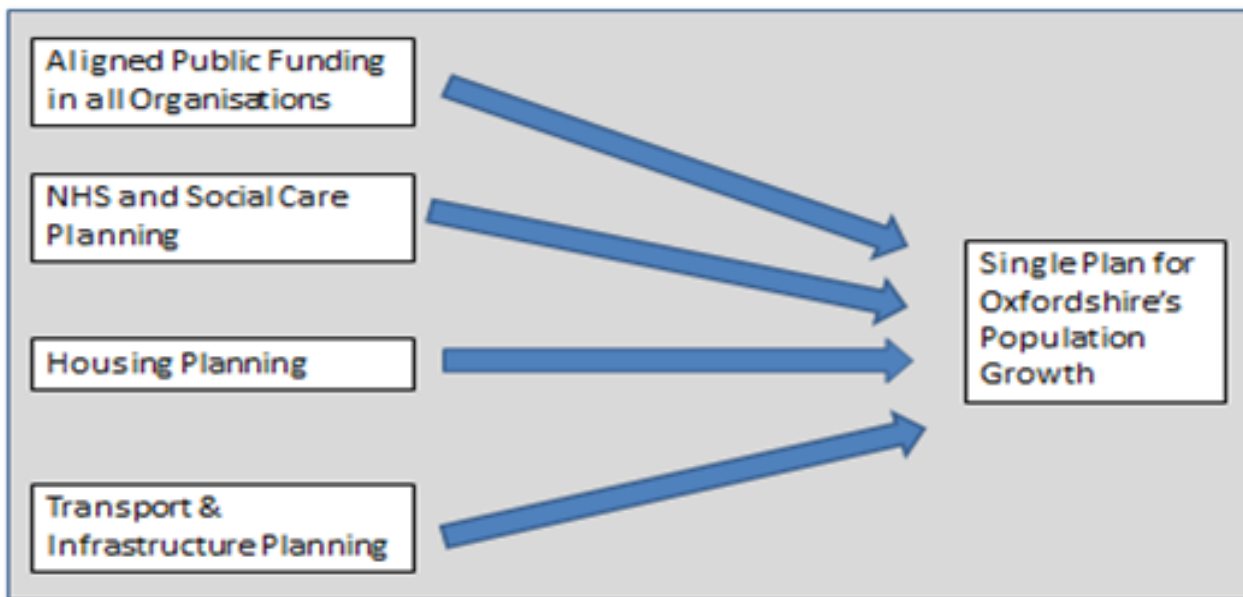 Aligned Public Funding
in all Organisations
NHS and Social Care
Planning
Housing Planning
Transport &
Infrastructure Planning
Single Plan for
Oxfordshire's
Population
Growth